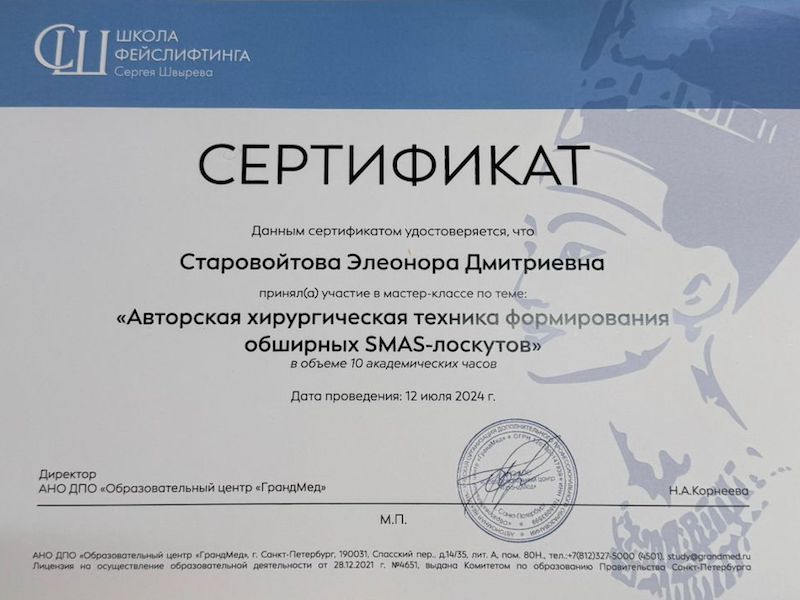 СШ ШКОЛА
ФЕЙСЛИФТИНГА
Сергея Швырева
СЕРТИФИКАТ
Данным сертификатом удостоверяется, что
Старовойтова Элеонора Дмитриевна
принял(а) участие в мастер-классе по теме:
«Авторская хирургическая техника формирования
обширных SMAS-лоскутов»
в объеме 10 академических часов
Дата проведения: 12 июля 2024 г.
Директор
АНО ДПО «Образовательный центр «ГрандМед»
Н.А.Корнеева
М.П.
АНО ДПО «Образовательный центр «ГрандМед», г. Санкт-Петербург, 190031, Спасский пер., д.14/35, лит. А, пом. 80Н., тел.:+7(812)327-5000 (4501), study@grandmed.ru
Лицензия на осуществление образовательной деятельности от 28.12.2021 г. №4651, выдана Комитетом по образованию Правительства Санкт-Петербурга